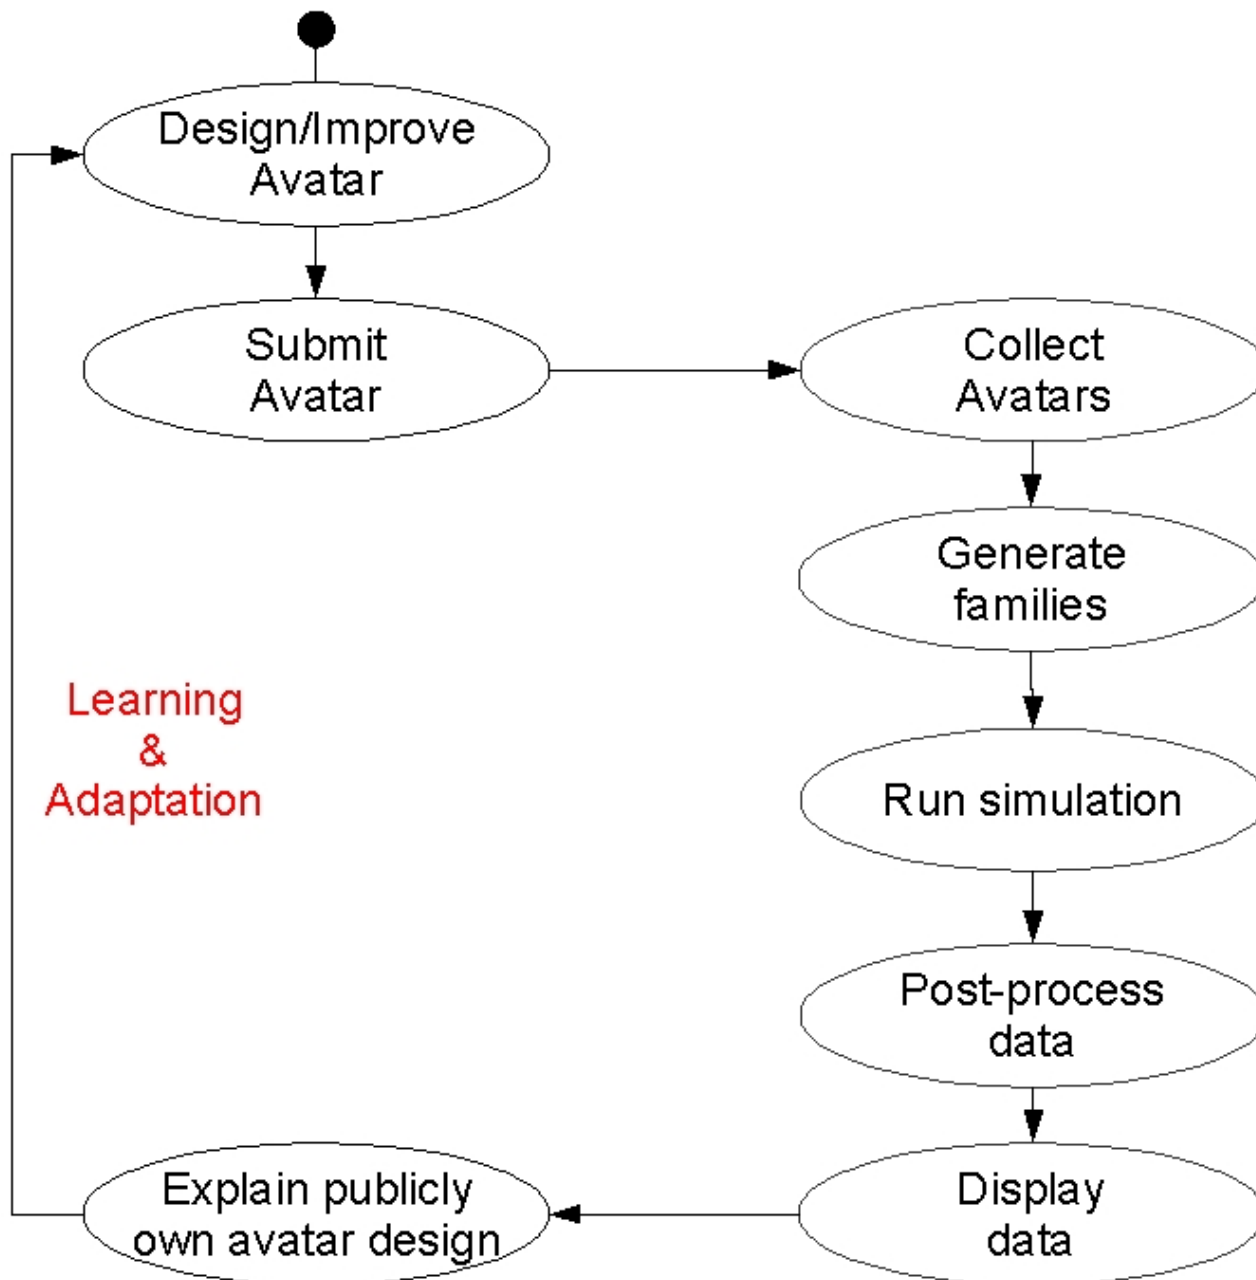 Design/Improve
Avatar
Submit
Avatar
Collect
Avatars
Generate
families
Run simulation
Post-process
data
Display
data
Explain publicly
own avatar design
Learning
&
Adaptation